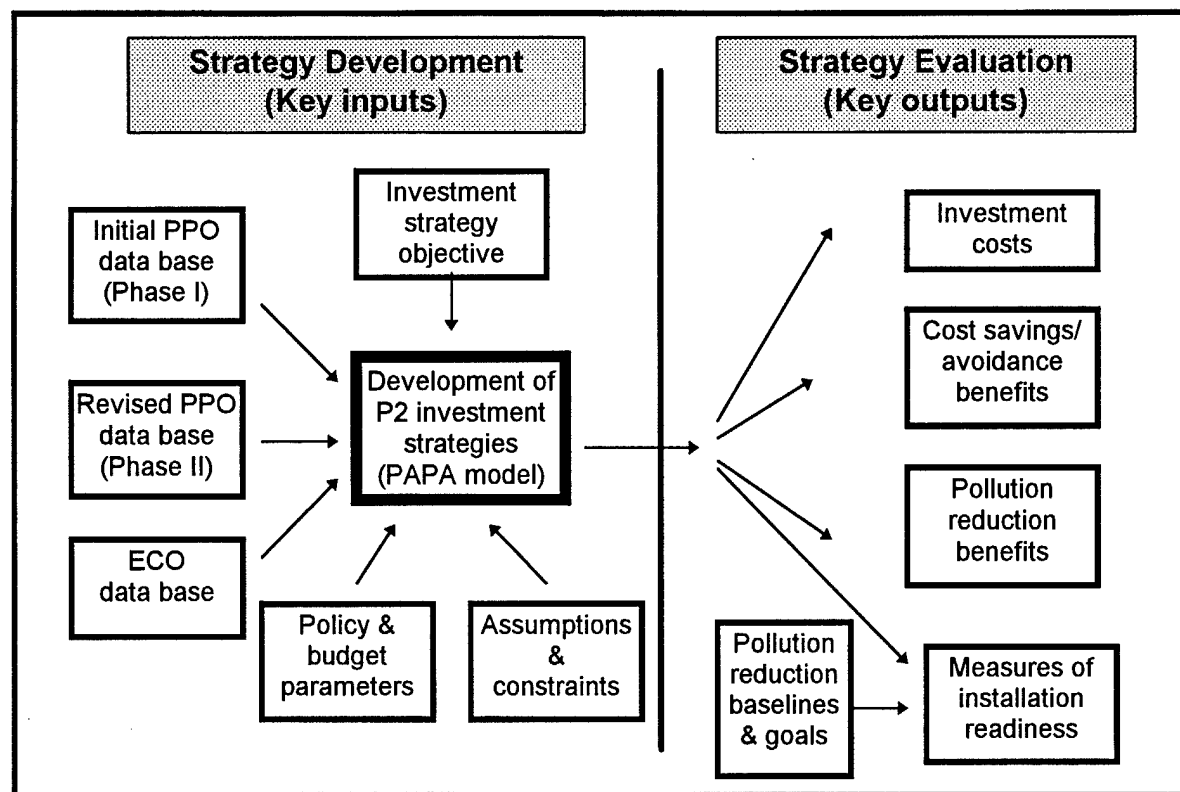 Strategy Development
(Key inputs)
Strategy Evaluation
(Key outputs)
Investment
strategy
objective
Initial PPO
data base
(Phase I)
Revised PPO
data base
(Phase II)
ECO
data base
Development of
P2 investment
strategies
(PAPA model)
Policy &
budget
parameters
Assumptions
&
constraints
Investment
costs
Cost savings/
avoidance
benefits
Pollution
reduction
benefits
Pollution
reduction
baselines
& goals
Measures of
installation
readiness